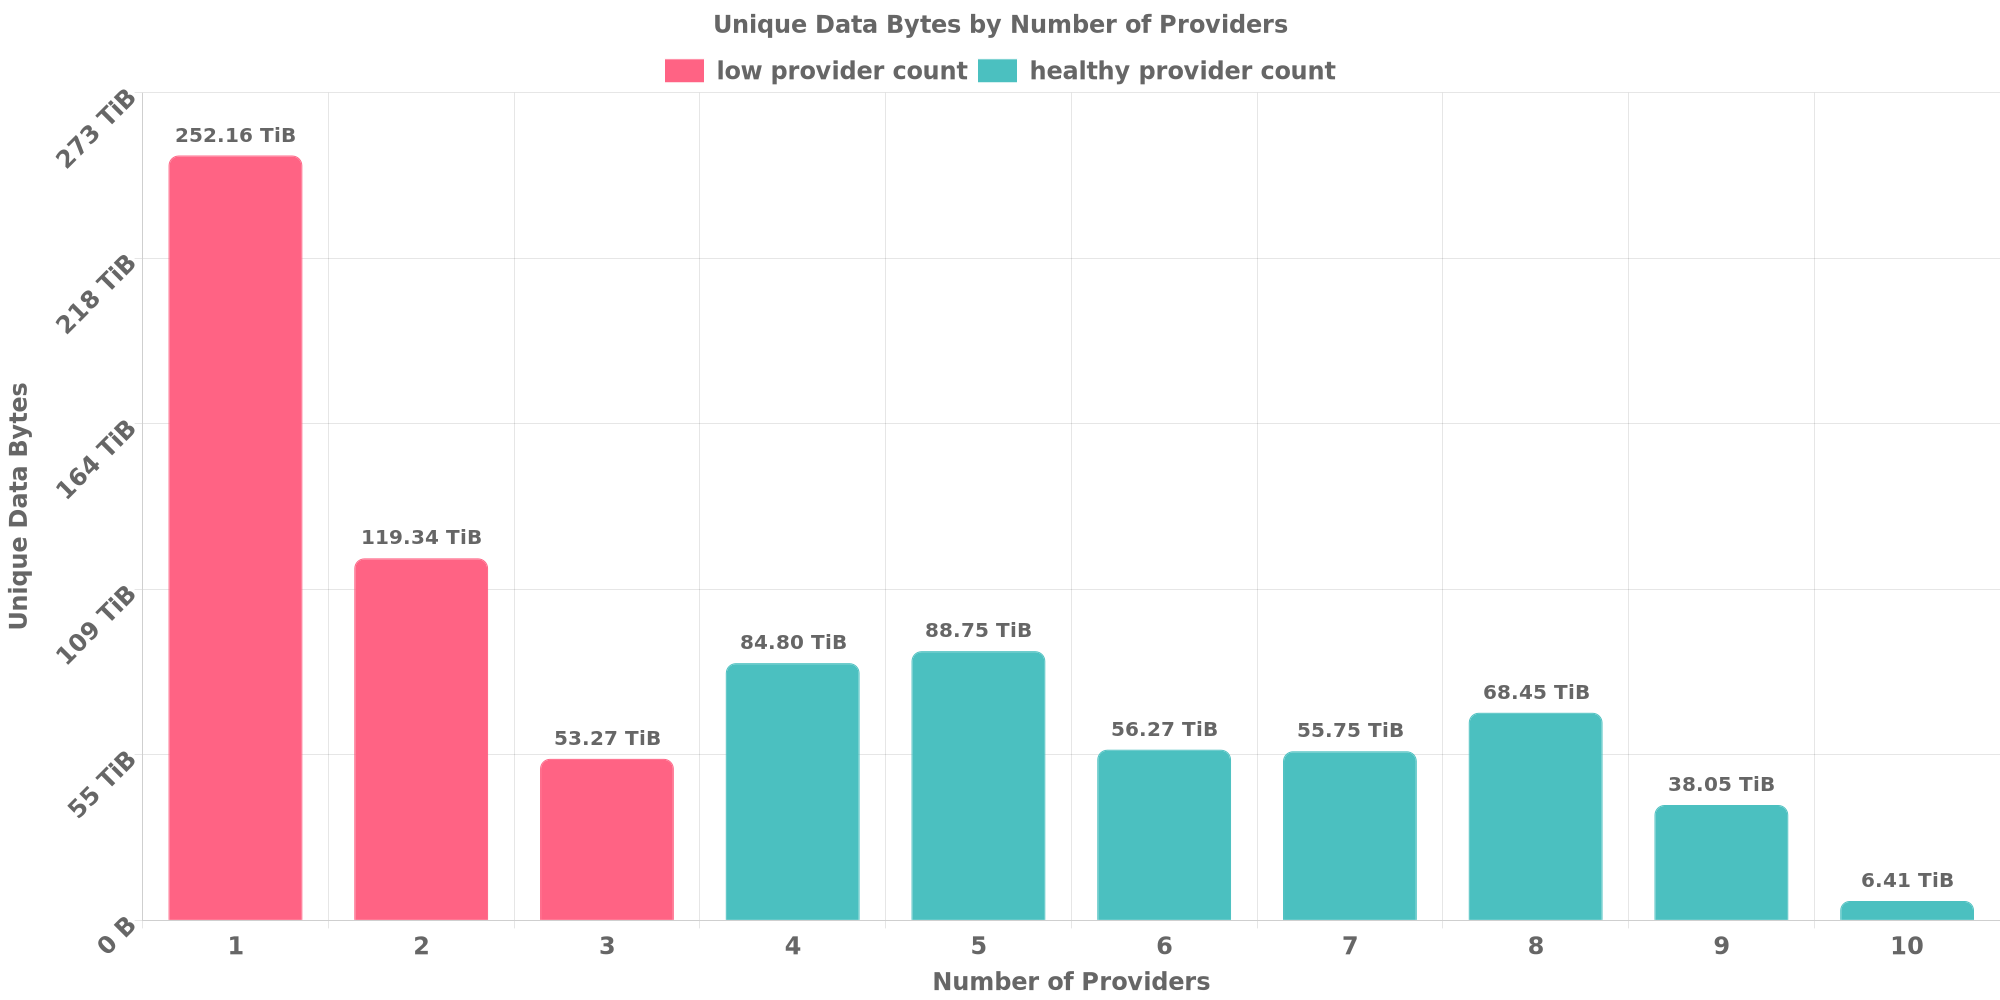 Unique Data Bytes by Number of Providers
low provider count healthy provider count
273 TiB
218 TiB
164 TiB
109 TiB
55 TiB
0 B
Unique Data Bytes
252.16 TiB
119.34 TiB
53.27 TiB
84.80 TiB
88.75 TiB
56.27 TiB
55.75 TiB
68.45 TiB
38.05 TiB
6.41 TiB
1 2 3 4 5 6 7 8 9 10
Number of Providers